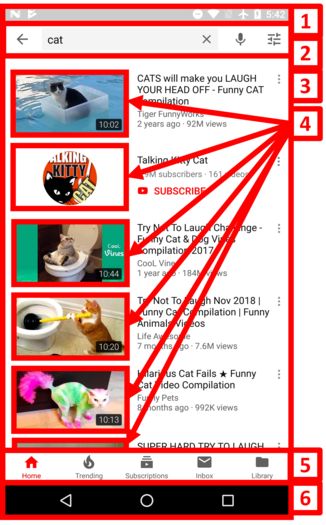 5:42
1
cat
2
3
CATS will make you LAUGH
YOUR HEAD OFF - Funny CAT
Compilation
Tiger FunnyWorks
2 years ago · 92M views
10:02
4
TALKING
KITTY
CAT
Talking Kitty Cat
subscribers · 161 videos
SUBSCRIBE
Try Not To Laugh Challenge -
Funny Cat & Dog Vines
Compilation 2017
CooL Vines
1 year ago · 184M views
CooL
Vines
10:44
Try Not To Laugh Nov 2018 |
Funny Cat Compilation | Funny
Animals Videos
Life Awesome
7 months ago · 7.6M views
10:20
Hilarious Cat Fails ★ Funny
Cat Video Compilation
Funny Pets
8 months ago · 992K views
10:13
SUPER HARD TRY TO LAUGH
Home
Trending
Subscriptions
Inbox
Library
5
6